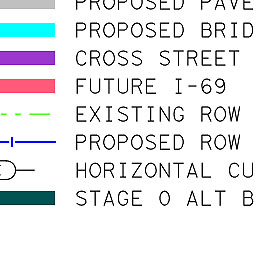 PROPOSED PAVE
PROPOSED BRID
CROSS STREET
FUTURE I-69
EXISTING ROW
PROPOSED ROW
HORIZONTAL CU
STAGE 0 ALT B